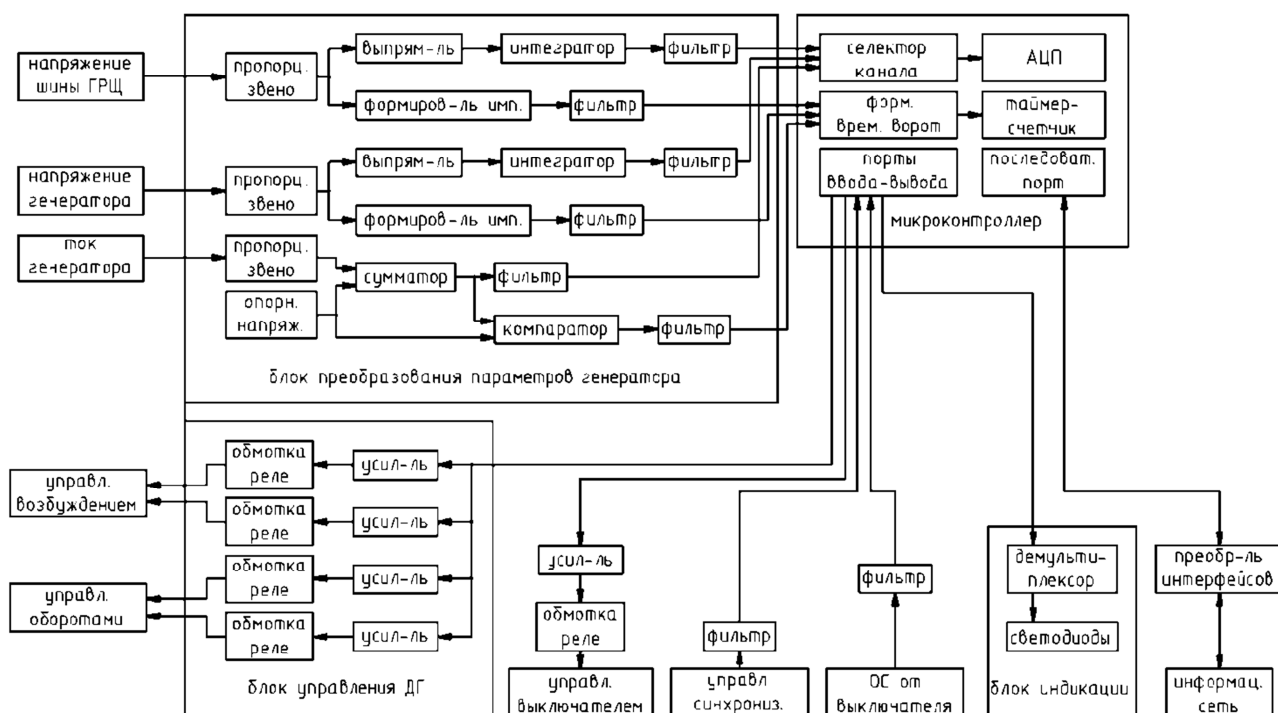 напряжение
шины ГРЩ
пропорц.
звено
выпрям-ль
интегратор
фильтр
формиров-ль имп.
фильтр
напряжение
генератора
пропорц.
звено
выпрям-ль
интегратор
фильтр
формиров-ль имп.
фильтр
ток
генератора
пропорц.
звено
опорн.
напряж.
сумматор
фильтр
компаратор
фильтр
блок преобразования параметров генератора
селектор
канала
АЦП
форм.
врем. ворот
таймер-
счетчик
порты
ввода-вывода
последоват.
порт
микроконтроллер
управл.
возбуждением
обмотка
реле
усил-ль
обмотка
реле
усил-ль
управл.
оборотами
обмотка
реле
усил-ль
обмотка
реле
усил-ль
блок управления ДГ
усил-ль
обмотка
реле
управл.
выключателем
фильтр
управл
синхрониз.
фильтр
ОС от
выключателя
демульти-
плексор
светодиоды
блок индикации
преобр-ль
интерфейсов
информац.
сеть